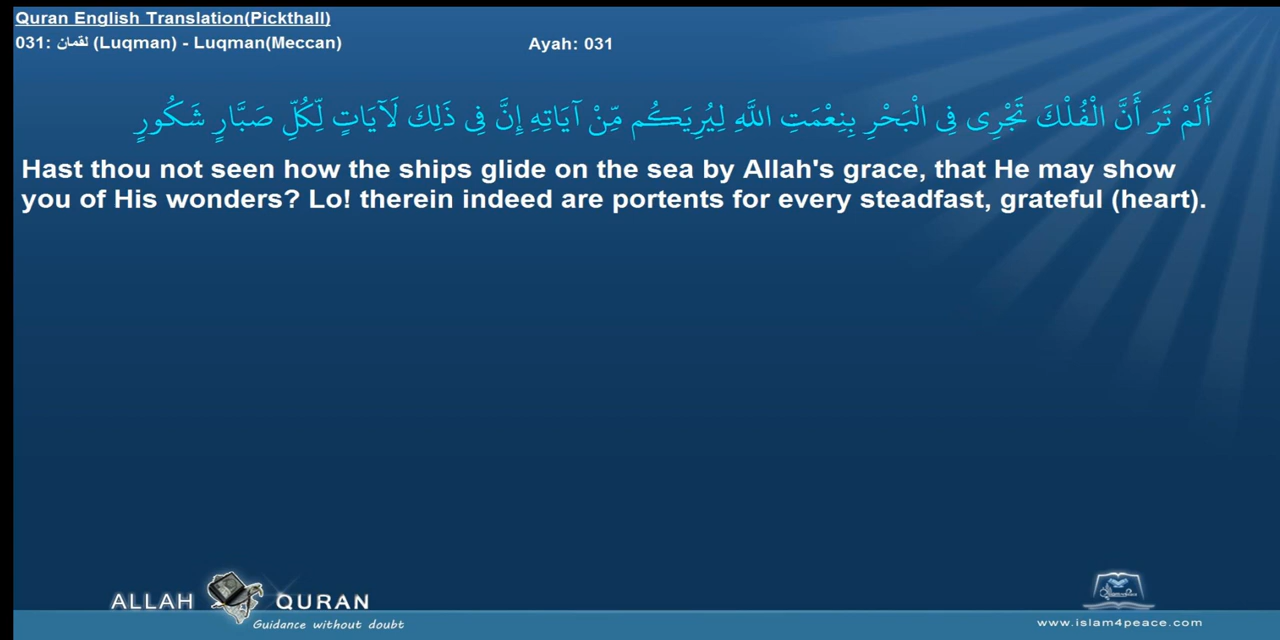 Quran English Translation(Pickthall)
031: لقمان (Luqman) - Luqman(Meccan)
Ayah: 031
أَلَمْ تَرَ أَنَّ الْفُلْكَ تَجْرِى فِى الْبَحْرِ بِنِعْمَتِ اللَّهِ لِيُرِيَكُم مِّنْ آيَاتِهِ إِنَّ فِى ذَلِكَ لَآيَاتٍ لِّكُلِّ صَبَّارٍ شَكُورٍ
Hast thou not seen how the ships glide on the sea by Allah's grace, that He may show
you of His wonders? Lo! therein indeed are portents for every steadfast, grateful (heart).
ALLAH QURAN
Guidance without doubt
www.islam4peace.com